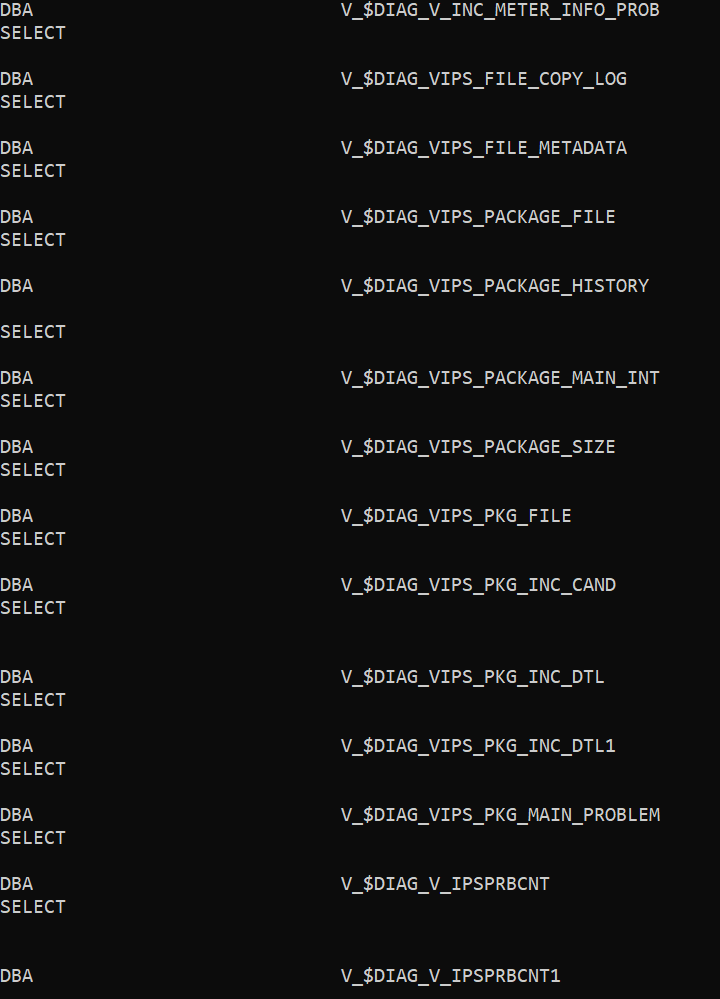 DBA V_$DIAG_V_INC_METER_INFO_PROB
SELECT
DBA V_$DIAG_VIPS_FILE_COPY_LOG
SELECT
DBA V_$DIAG_VIPS_FILE_METADATA
SELECT
DBA V_$DIAG_VIPS_PACKAGE_FILE
SELECT
DBA V_$DIAG_VIPS_PACKAGE_HISTORY
SELECT
DBA V_$DIAG_VIPS_PACKAGE_MAIN_INT
SELECT
DBA V_$DIAG_VIPS_PACKAGE_SIZE
SELECT
DBA V_$DIAG_VIPS_PKG_FILE
SELECT
DBA V_$DIAG_VIPS_PKG_INC_CAND
SELECT
DBA V_$DIAG_VIPS_PKG_INC_DTL
SELECT
DBA V_$DIAG_VIPS_PKG_INC_DTL1
SELECT
DBA V_$DIAG_VIPS_PKG_MAIN_PROBLEM
SELECT
DBA V_$DIAG_V_IPSPRBCNT
SELECT
DBA V_$DIAG_V_IPSPRBCNT1